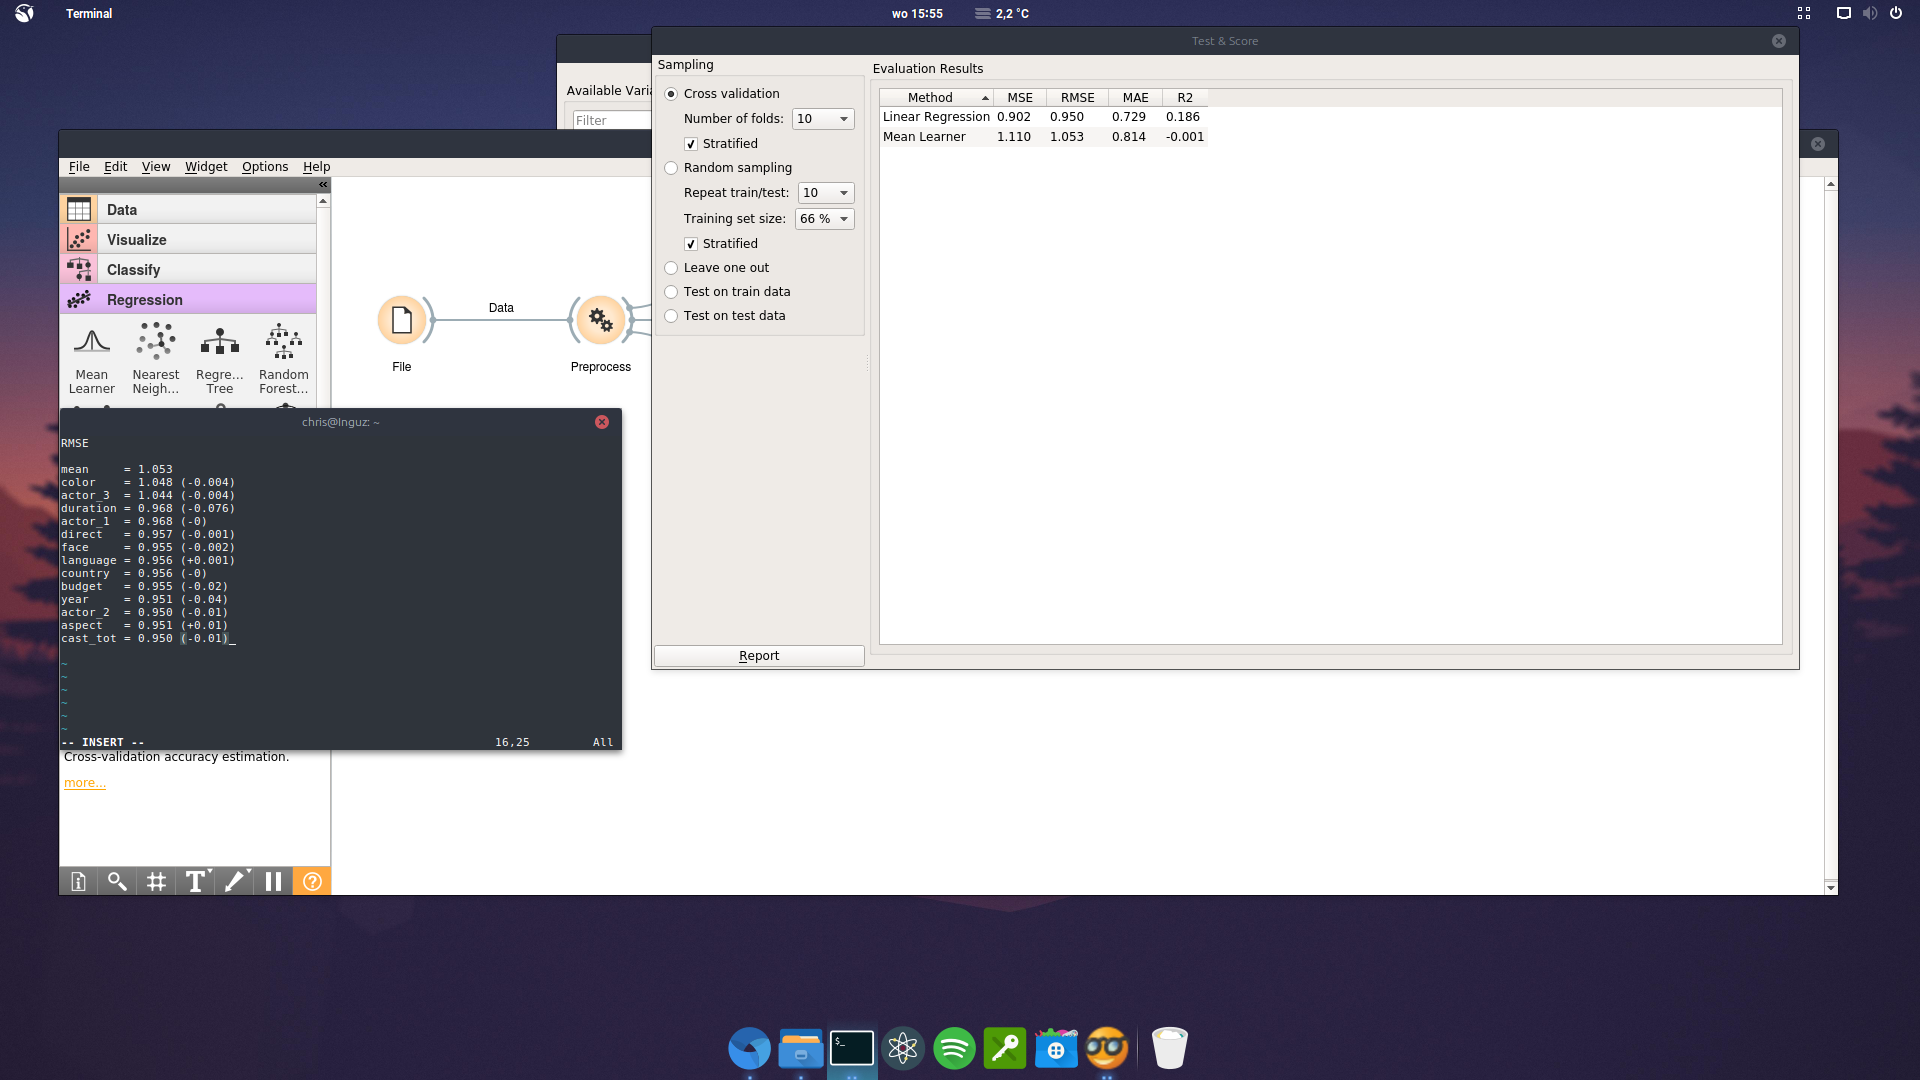 Terminal
wo 15:55
2,2 °C
Test & Score
Sampling
Cross validation
Number of folds: 10
Stratified
Random sampling
Repeat train/test: 10
Training set size: 66 %
Stratified
Leave one out
Test on train data
Test on test data
Report
Evaluation Results
Method MSE RMSE MAE R2
Linear Regression 0.902 0.950 0.729 0.186
Mean Learner 1.110 1.053 0.814 -0.001
Filter
File Edit View Widget Options Help
Data
Visualize
Classify
Regression
Mean Learner
Nearest Neigh...
Regre... Tree
Random Forest...
File
Data
Preprocess
chris@Inguz: ~
RMSE
mean = 1.053
color = 1.048 (-0.004)
actor_3 = 1.044 (-0.004)
duration = 0.968 (-0.076)
actor_1 = 0.968 (-0)
direct = 0.957 (-0.001)
face = 0.955 (-0.002)
language = 0.956 (+0.001)
country = 0.956 (-0)
budget = 0.955 (-0.02)
year = 0.951 (-0.04)
actor_2 = 0.950 (-0.01)
aspect = 0.951 (+0.01)
cast_tot = 0.950 (-0.01)
~
~
~
~
~
~
-- INSERT -- 16,25 All
Cross-validation accuracy estimation.
more...